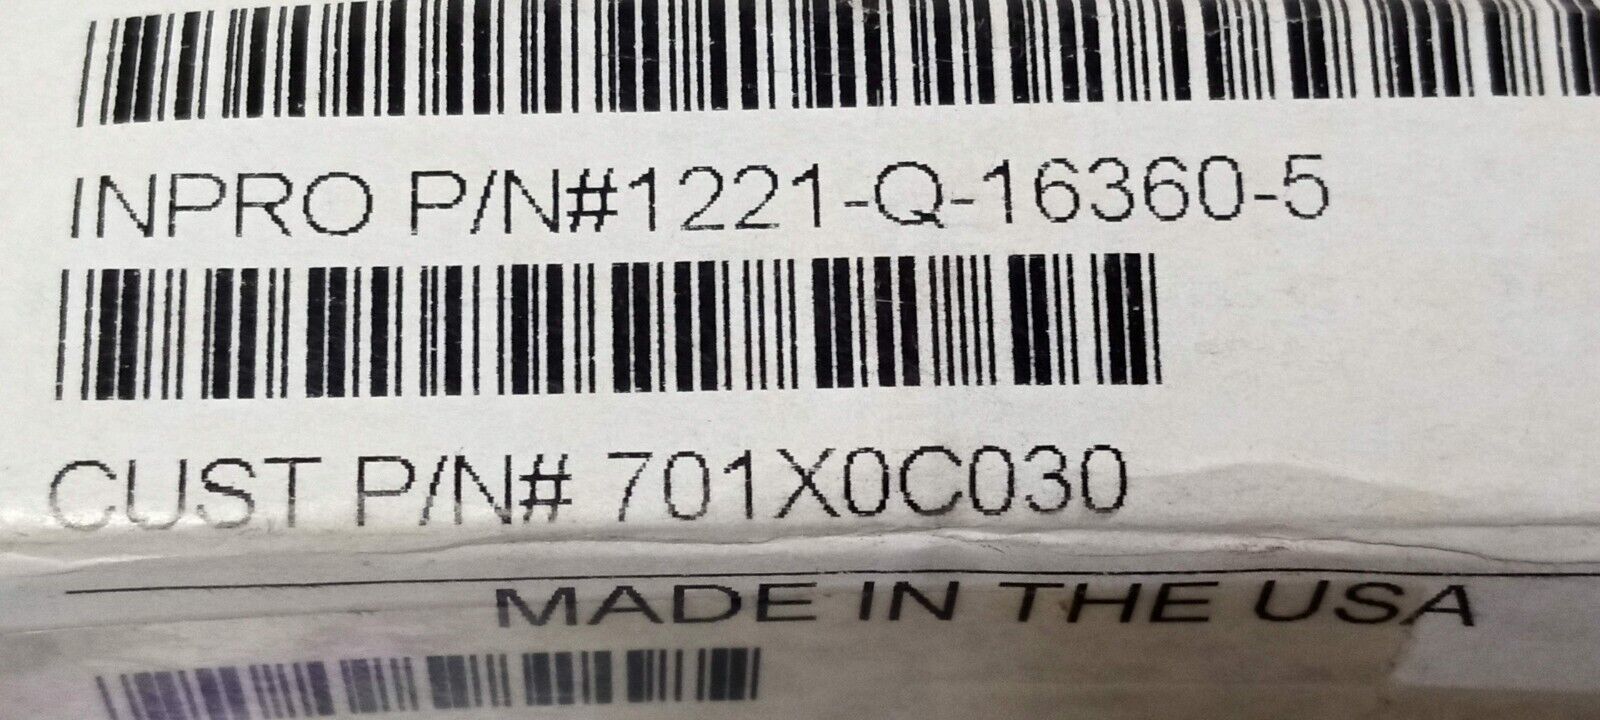 INPRO P/N#1221-Q-16360-5
CUST P/N# 701X0C030
MADE IN THE USA